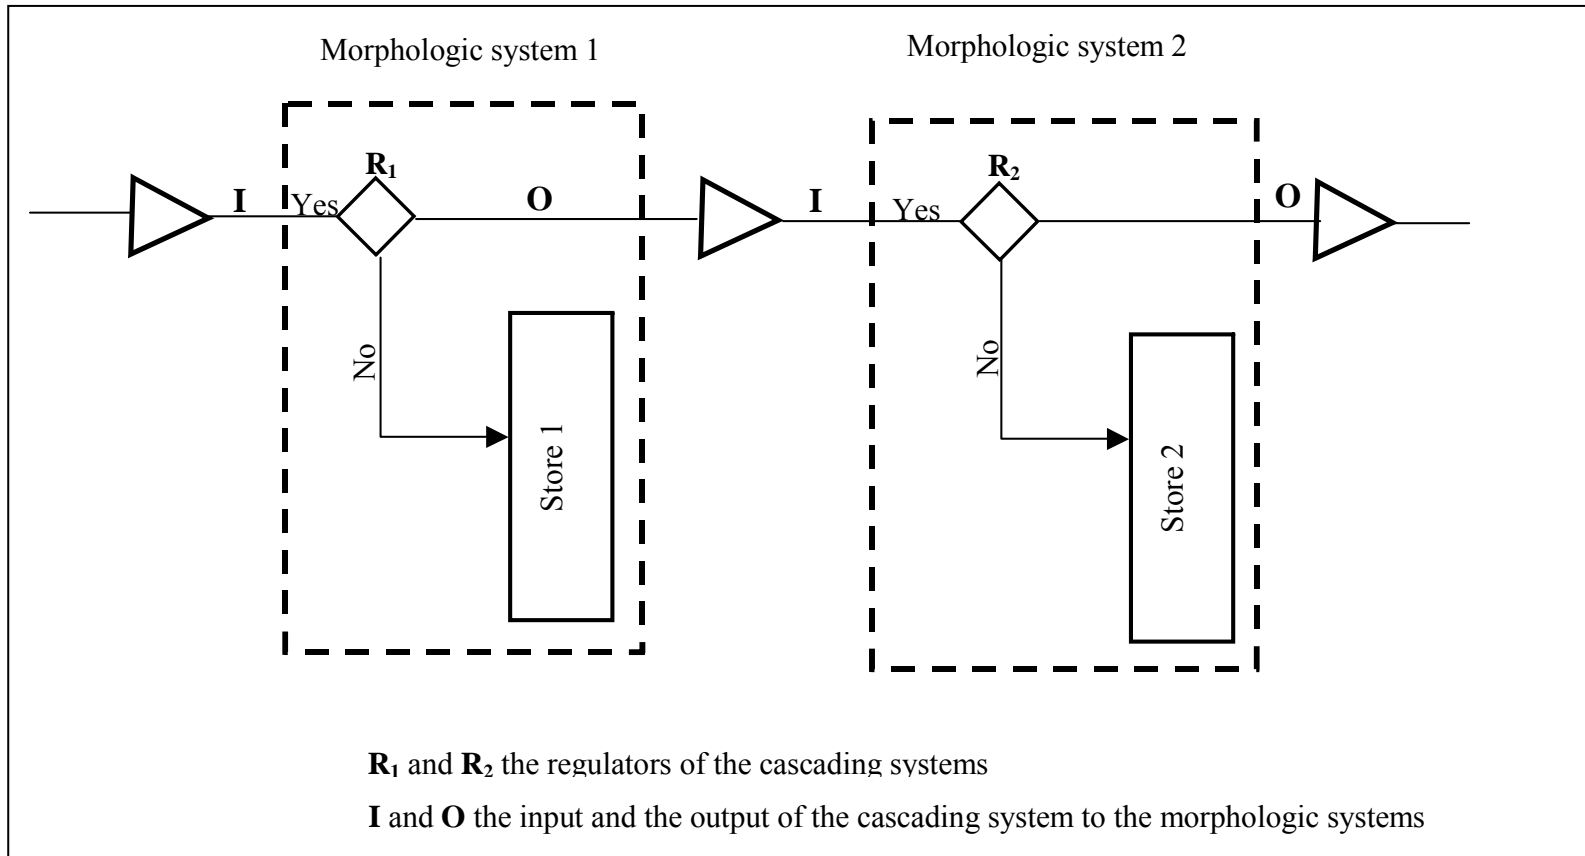 Morphologic system 1
Morphologic system 2
R₁
R₂
I
Yes
O
I
Yes
O
No
No
Store 1
Store 2
R₁ and R₂ the regulators of the cascading systems
I and O the input and the output of the cascading system to the morphologic systems